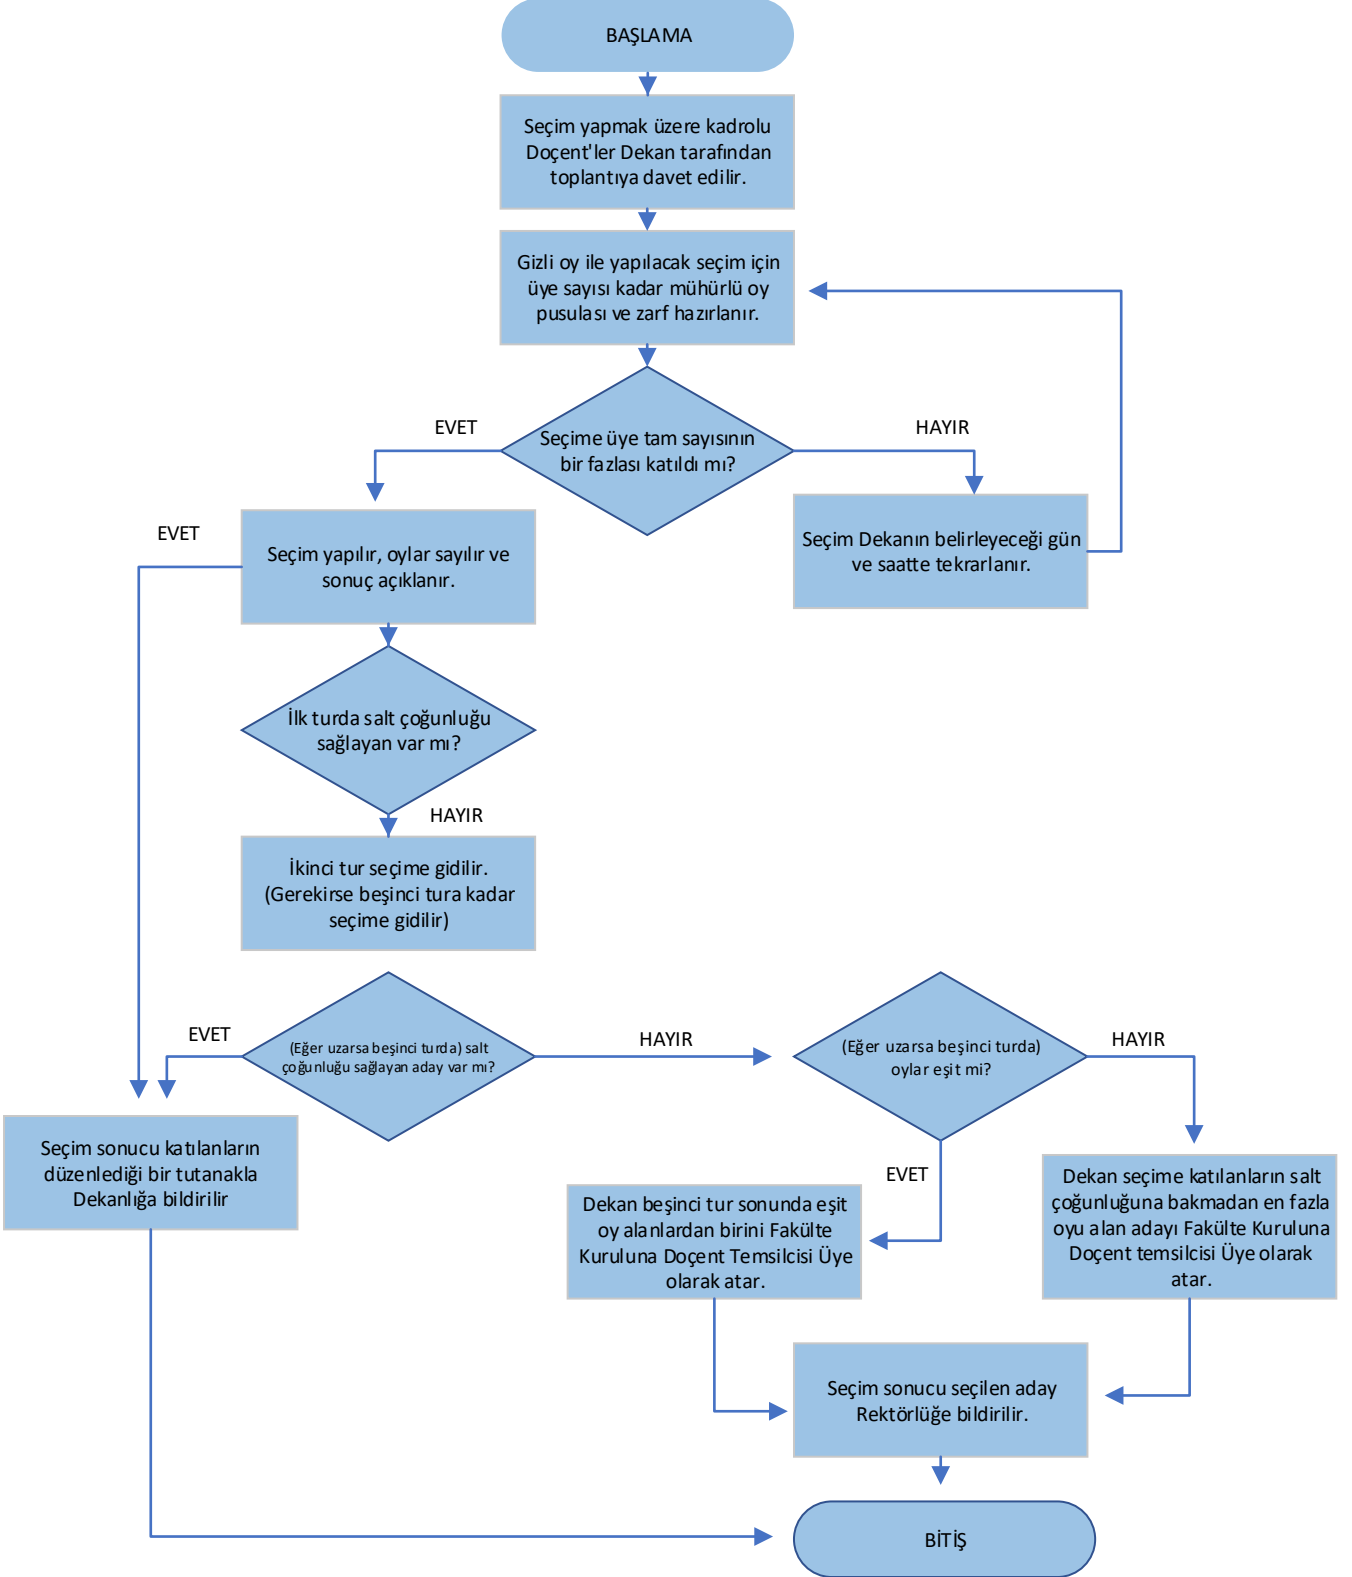 BAŞLAMA
Seçim yapmak üzere kadrolu
Doçent'ler Dekan tarafından
toplantıya davet edilir.
Gizli oy ile yapılacak seçim için
üye sayısı kadar mühürlü oy
pusulası ve zarf hazırlanır.
EVET
HAYIR
Seçime üye tam sayısının
bir fazlası katıldı mı?
EVET
Seçim yapılır, oylar sayılır ve
sonuç açıklanır.
Seçim Dekanın belirleyeceği gün
ve saatte tekrarlanır.
İlk turda salt çoğunluğu
sağlayan var mı?
HAYIR
İkinci tur seçime gidilir.
(Gerekirse beşinci tura kadar
seçime gidilir)
EVET
(Eğer uzarsa beşinci turda) salt
çoğunluğu sağlayan aday var mı?
HAYIR
(Eğer uzarsa beşinci turda)
oylar eşit mi?
HAYIR
EVET
Seçim sonucu katılanların
düzenlediği bir tutanakla
Dekanlığa bildirilir
Dekan beşinci tur sonunda eşit
oy alanlardan birini Fakülte
Kuruluna Doçent Temsilcisi Üye
olarak atar.
Dekan seçime katılanların salt
çoğunluğuna bakmadan en fazla
oyu alan adayı Fakülte Kuruluna
Doçent temsilcisi Üye olarak
atar.
Seçim sonucu seçilen aday
Rektörlüğe bildirilir.
BİTİŞ